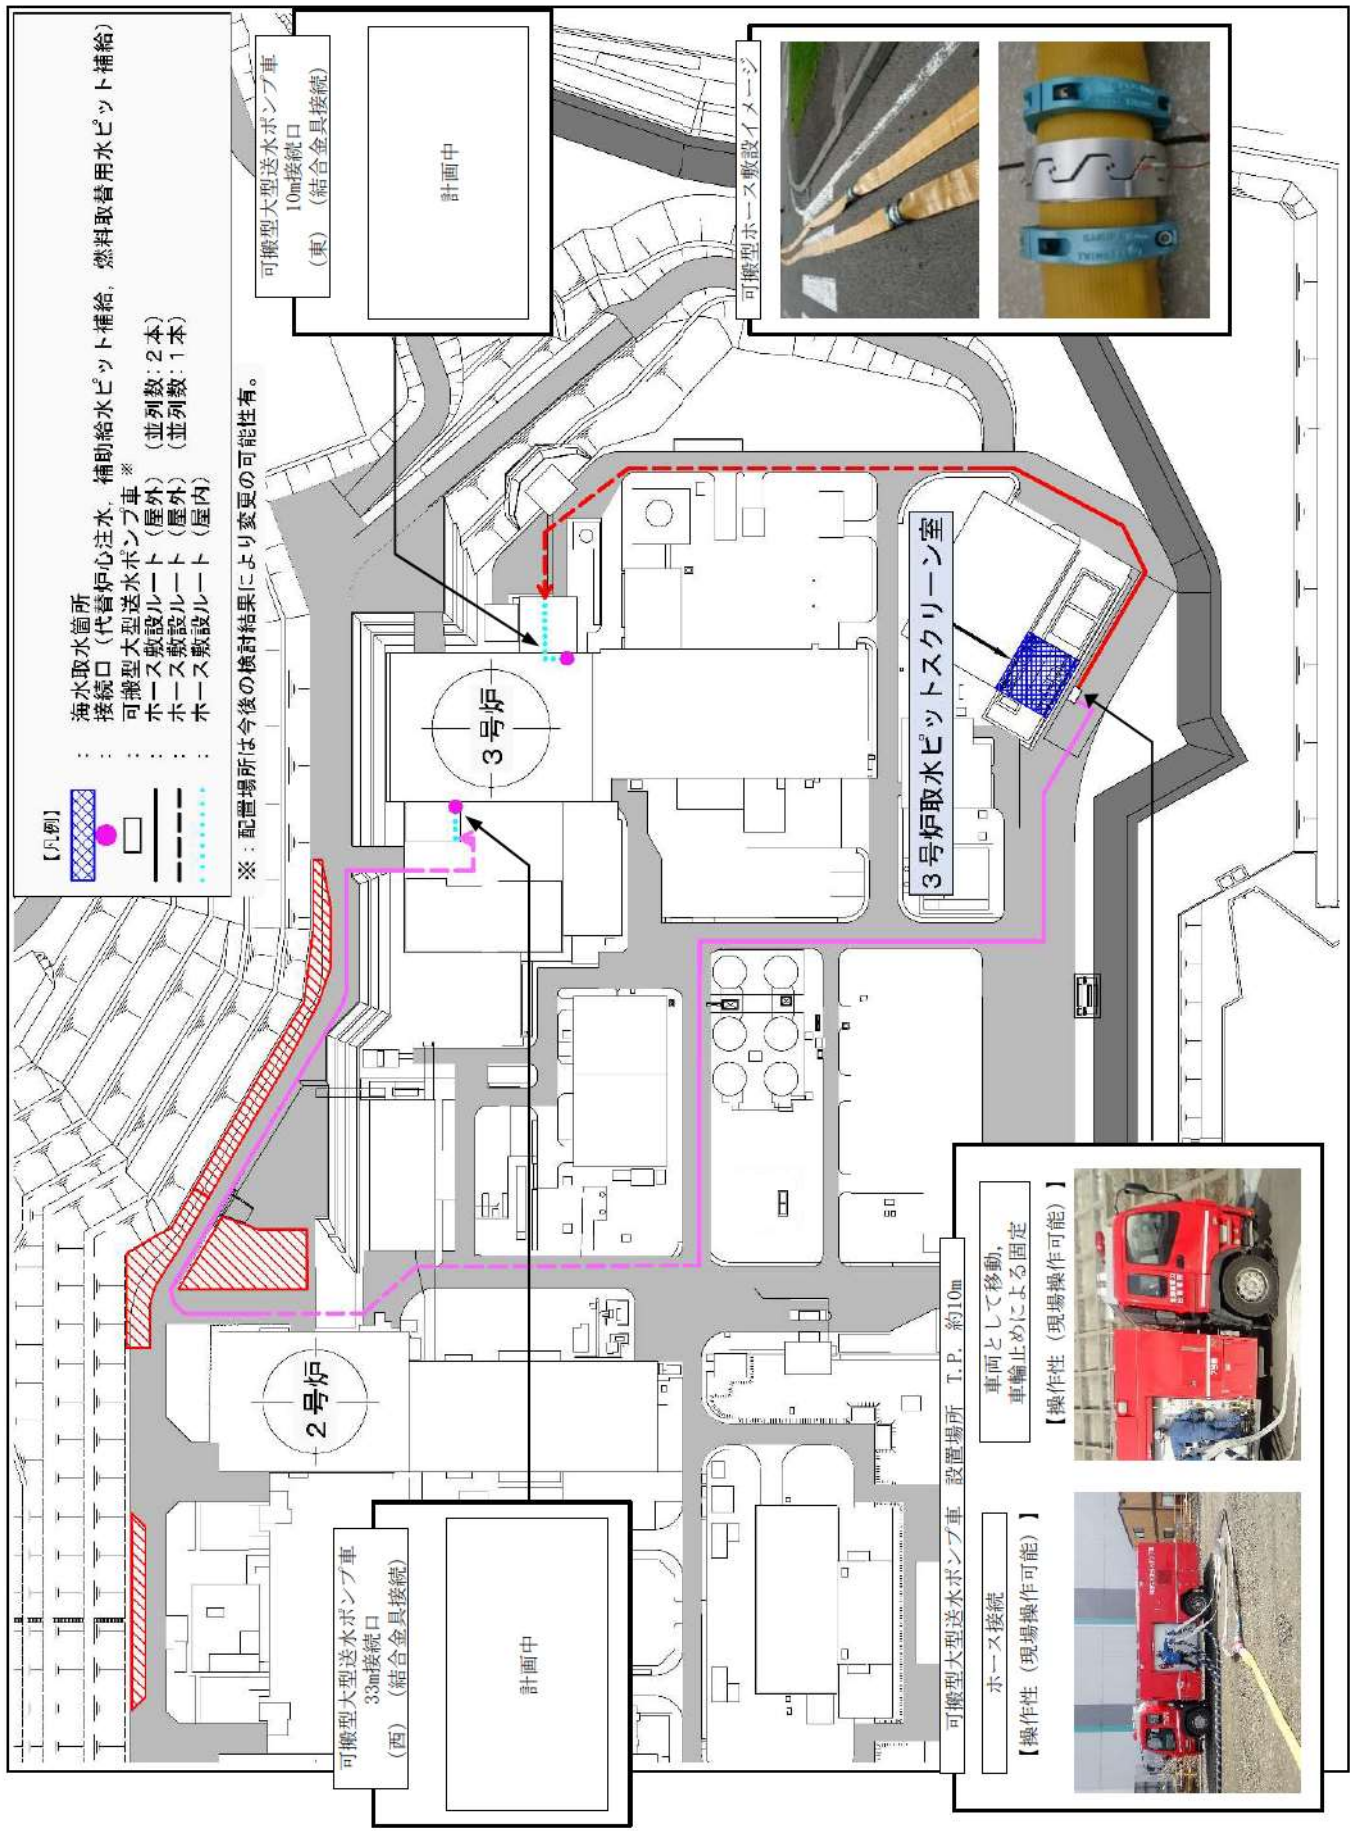 【凡例】
： 海水取水箇所
： 接続口（代替炉心注水，補助給水ピット補給，燃料取替用水ピット補給）
： 可搬型大型送水ポンプ車※
： ホース敷設ルート（屋外）（並列数：２本）
： ホース敷設ルート（屋外）（並列数：１本）
： ホース敷設ルート（屋内）
※：配置場所は今後の検討結果により変更の可能性有。
可搬型大型送水ポンプ車
10m接続口
（東）（結合金具接続）
計画中
可搬型ホース敷設イメージ
３号炉
３号炉取水ピットスクリーン室
２号炉
可搬型大型送水ポンプ車
33m接続口
（西）（結合金具接続）
計画中
可搬型大型送水ポンプ車 設置場所 T.P. 約10m
ホース接続
【操作性（現場操作可能）】
車両として移動，
車輪止めによる固定
【操作性（現場操作可能）】